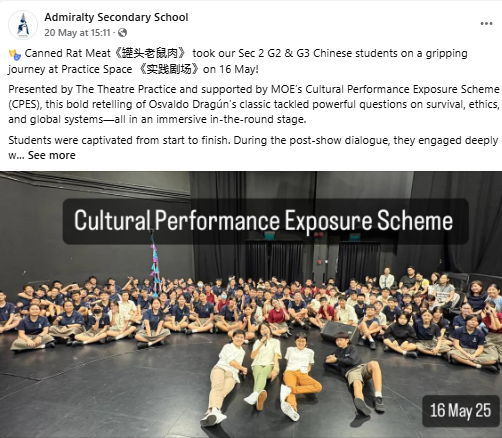 Admiralty Secondary School
20 May at 15:11
Canned Rat Meat《罐头老鼠肉》 took our Sec 2 G2 & G3 Chinese students on a gripping
journey at Practice Space 《实践剧场》on 16 May!
Presented by The Theatre Practice and supported by MOE's Cultural Performance Exposure Scheme
(CPES), this bold retelling of Osvaldo Dragún's classic tackled powerful questions on survival, ethics,
and global systems—all in an immersive in-the-round stage.
Students were captivated from start to finish. During the post-show dialogue, they engaged deeply
w... See more
Cultural Performance Exposure Scheme
16 May 25